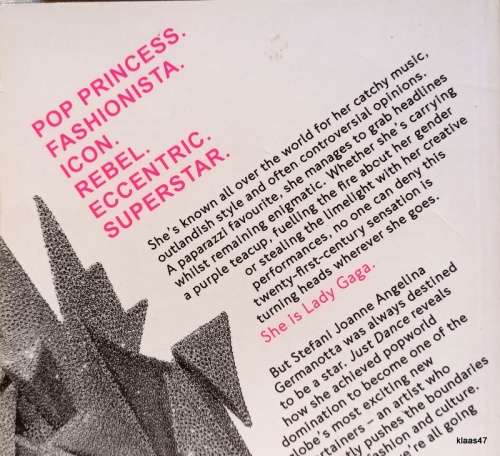 POP PRINCESS.
FASHIONISTA.
ICON.
REBEL.
ECCENTRIC.
SUPERSTAR.
She's known all over the world for her catchy music,
outlandish style and often controversial opinions.
A paparazzi favourite, she manages to grab headlines
whilst remaining enigmatic. Whether she's carrying
a purple teacup, fuelling the fire about her gender
or stealing the limelight with her creative
performances, no one can deny this
twenty-first-century sensation is
turning heads wherever she goes.
She is Lady Gaga.
But Stefani Joanne Angelina
Germanotta was always destined
to be a star. Just Dance reveals
how she achieved popworld
domination to become one of the
globe's most exciting new
– an artist who
pushes the boundaries
fashion and culture.
we're all going
klaas47